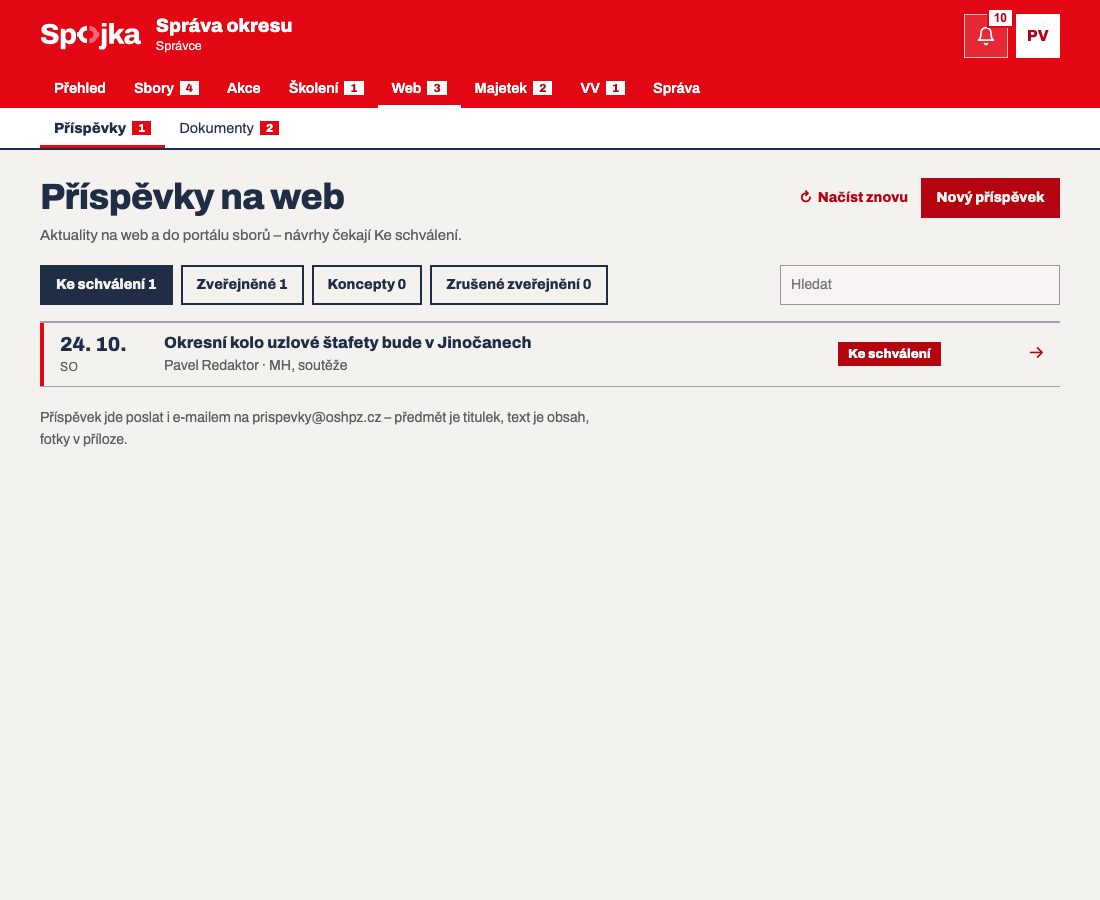 Spojka
Správa okresu
Správce
10
PV
Přehled
Sbory 4
Akce
Školení 1
Web 3
Majetek 2
VV 1
Správa
Příspěvky 1
Dokumenty 2
Příspěvky na web
Načíst znovu
Nový příspěvek
Aktuality na web a do portálu sborů – návrhy čekají Ke schválení.
Ke schválení 1
Zveřejněné 1
Koncepty 0
Zrušené zveřejnění 0
Hledat
24. 10.
SO
Okresní kolo uzlové štafety bude v Jinočanech
Pavel Redaktor · MH, soutěže
Ke schválení
Příspěvek jde poslat i e-mailem na prispevky@oshpz.cz – předmět je titulek, text je obsah,
fotky v příloze.